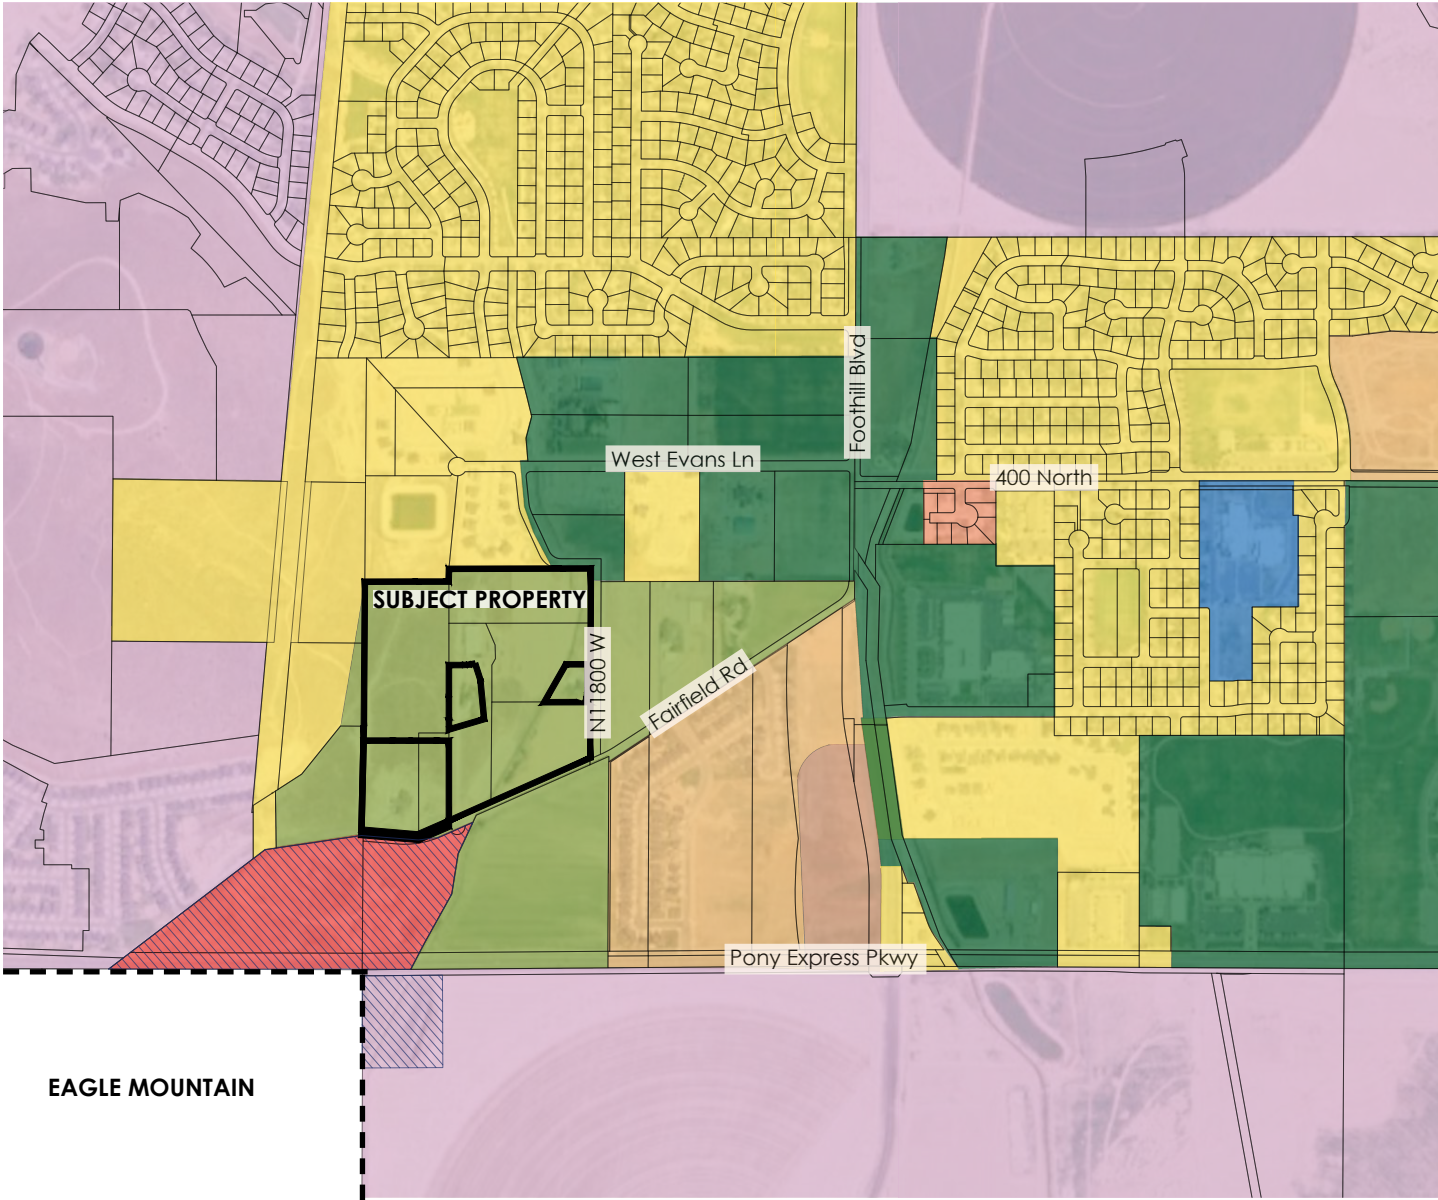 Foothill Blvd
West Evans Ln
400 North
SUBJECT PROPERTY
N11800 W
Fairfield Rd
Pony Express Pkwy
EAGLE MOUNTAIN